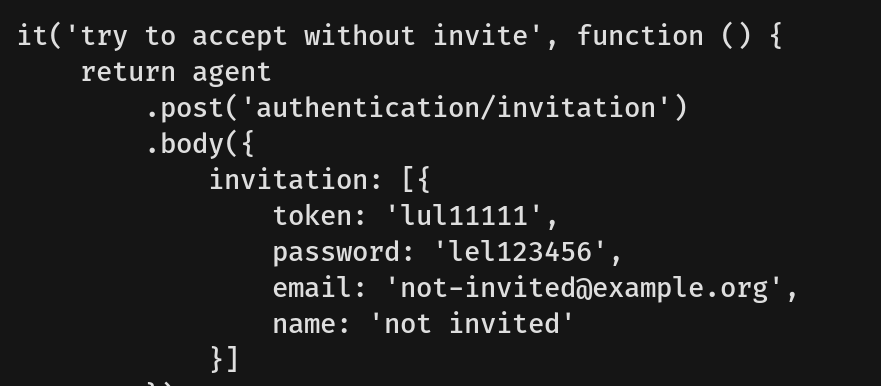 it('try to accept without invite', function () {
    return agent
        .post('authentication/invitation')
        .body({
            invitation: [{
                token: 'lul11111',
                password: 'lel123456',
                email: 'not-invited@example.org',
                name: 'not invited'
            }]